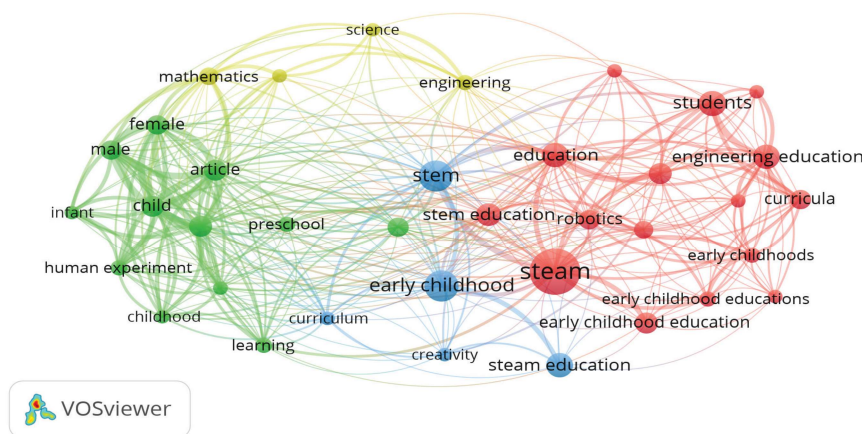 science
mathematics
engineering
students
female
male
article
education
engineering education
stem
infant
child
preschool
stem education
robotics
curricula
human experiment
early childhood
steam
early childhoods
childhood
curriculum
early childhood educations
early childhood education
learning
creativity
steam education
VOSviewer